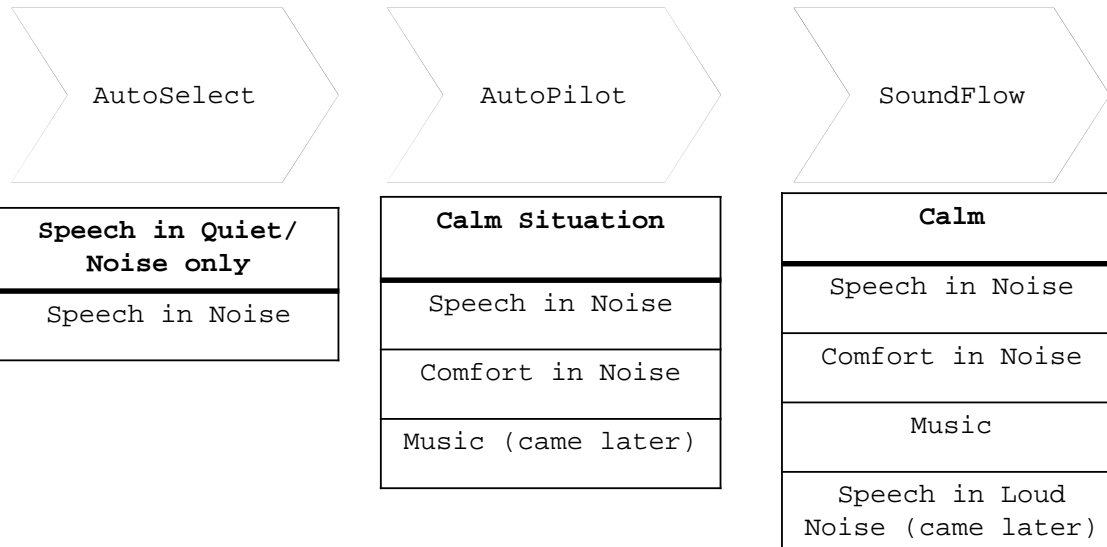 AutoSelect
AutoPilot
SoundFlow
Speech in Quiet/
Noise only
Speech in Noise
Calm Situation
Speech in Noise
Comfort in Noise
Music (came later)
Calm
Speech in Noise
Comfort in Noise
Music
Speech in Loud
Noise (came later)